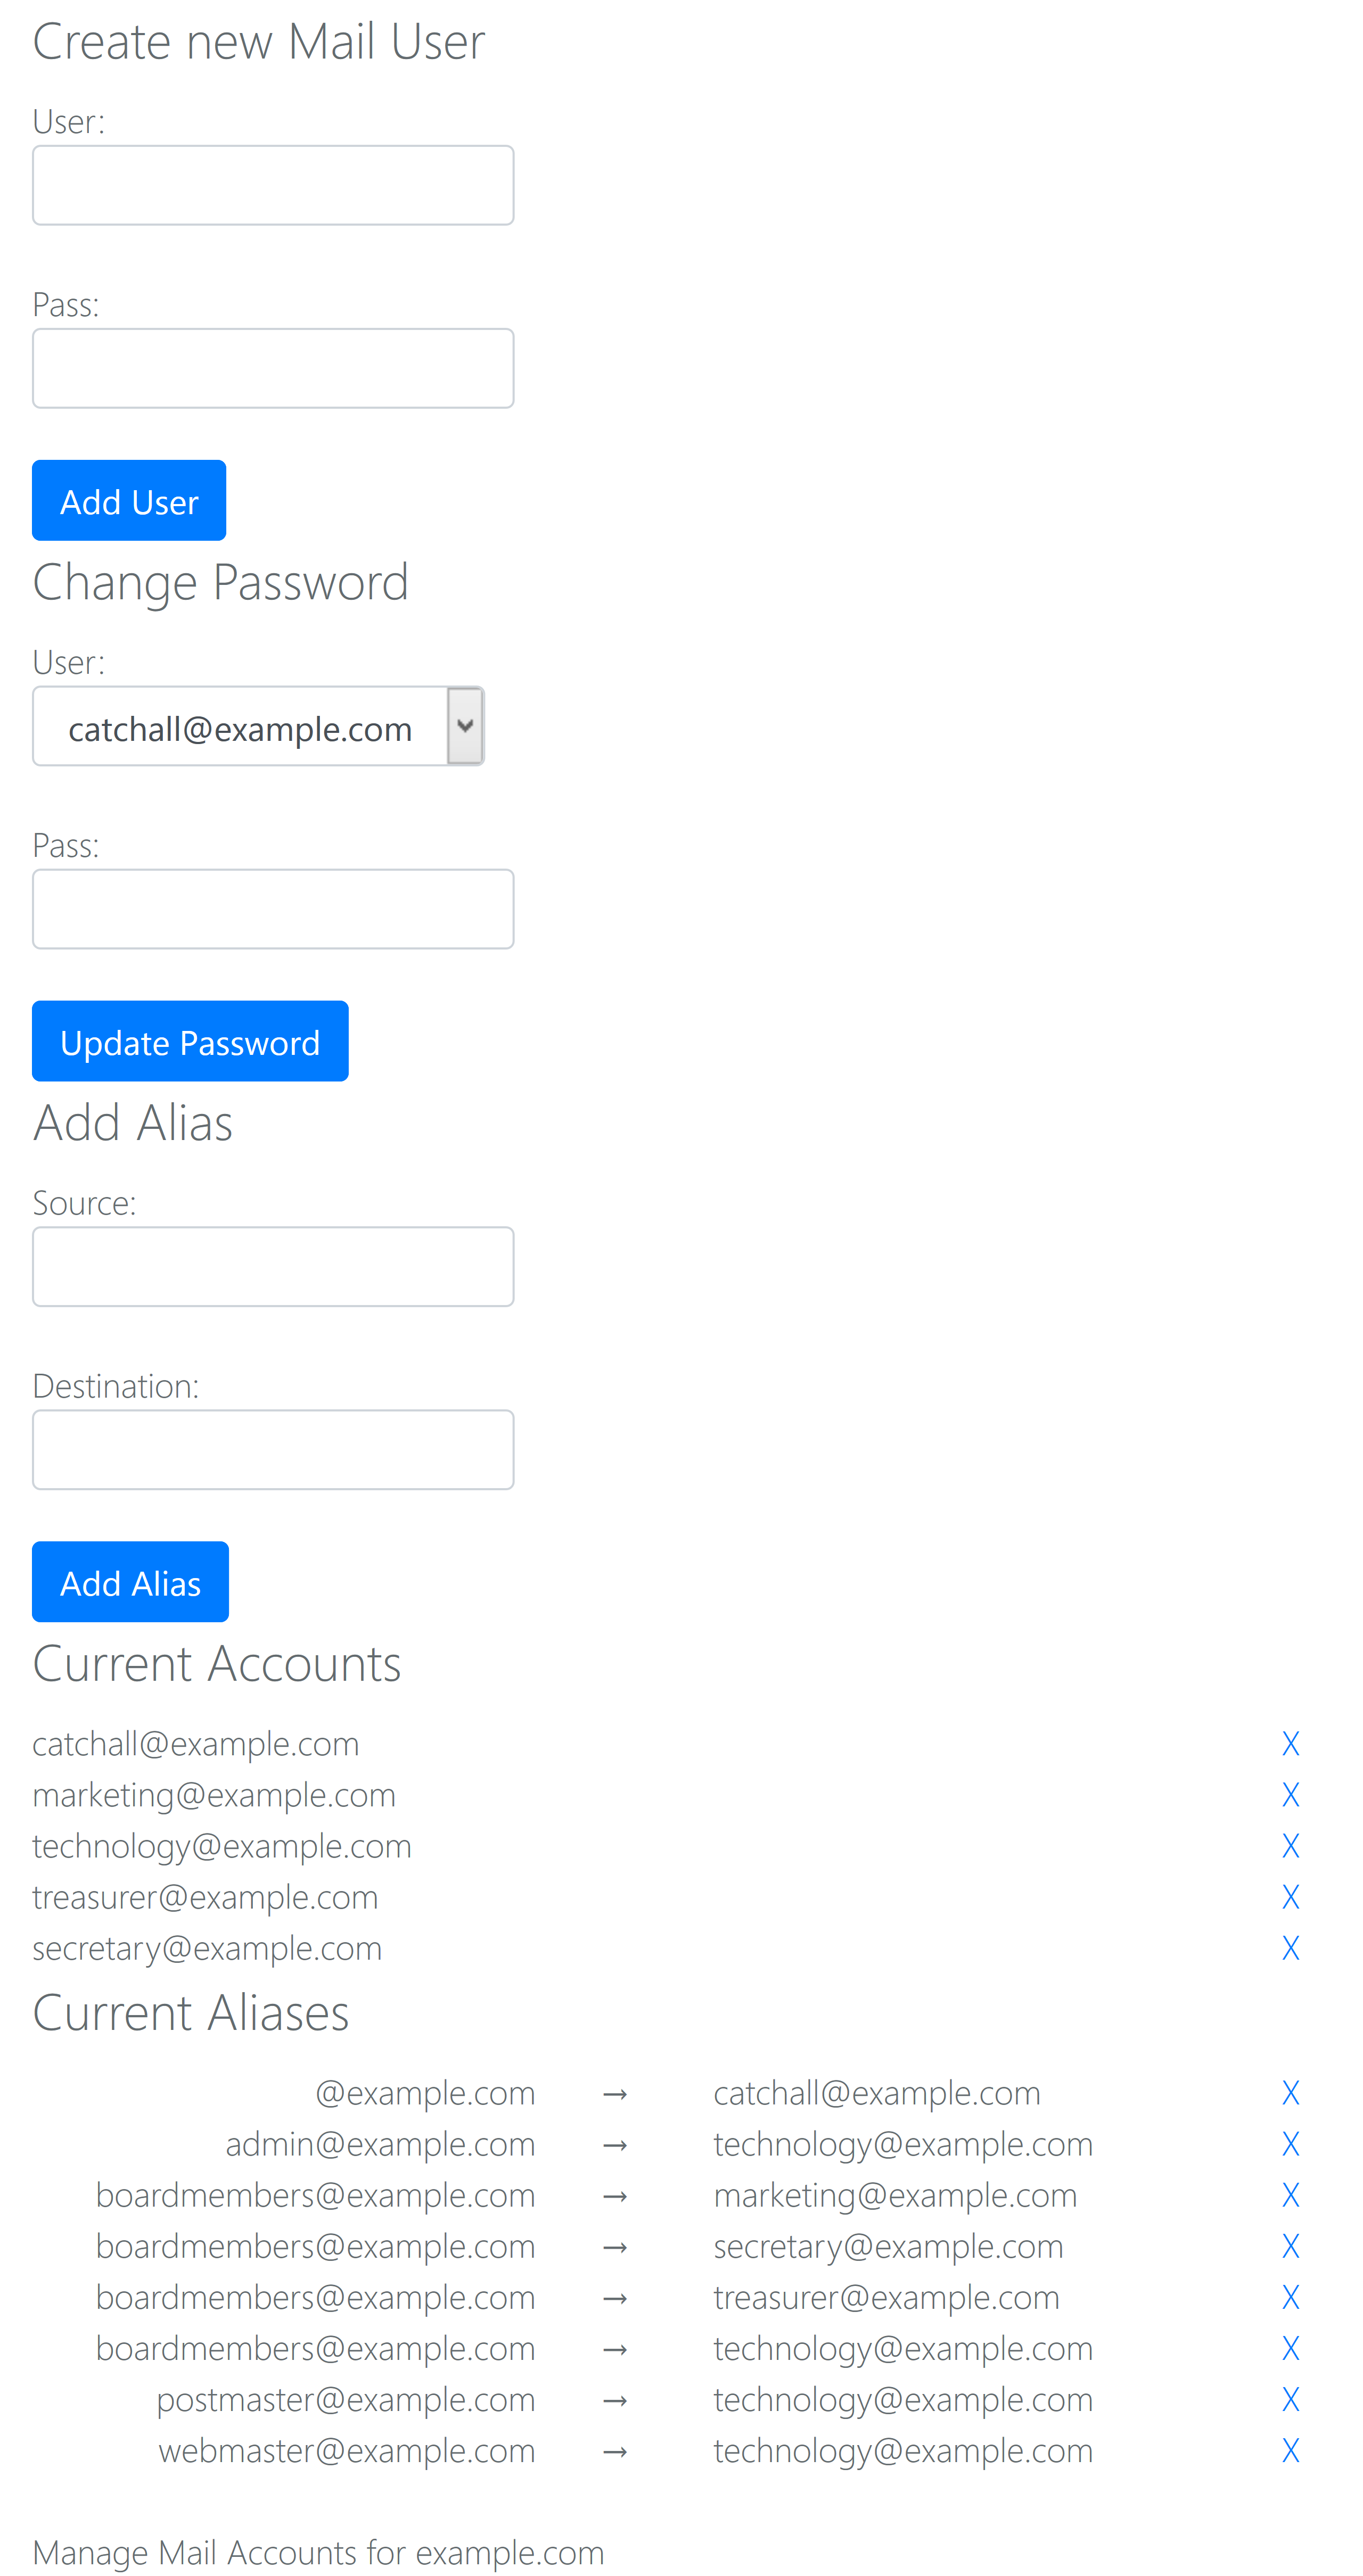 Create new Mail User
User:
Pass:
Add User
Change Password
User:
catchall@example.com
Pass:
Update Password
Add Alias
Source:
Destination:
Add Alias
Current Accounts
catchall@example.com X
marketing@example.com X
technology@example.com X
treasurer@example.com X
secretary@example.com X
Current Aliases
@example.com → catchall@example.com X
admin@example.com → technology@example.com X
boardmembers@example.com → marketing@example.com X
boardmembers@example.com → secretary@example.com X
boardmembers@example.com → treasurer@example.com X
boardmembers@example.com → technology@example.com X
postmaster@example.com → technology@example.com X
webmaster@example.com → technology@example.com X
Manage Mail Accounts for example.com